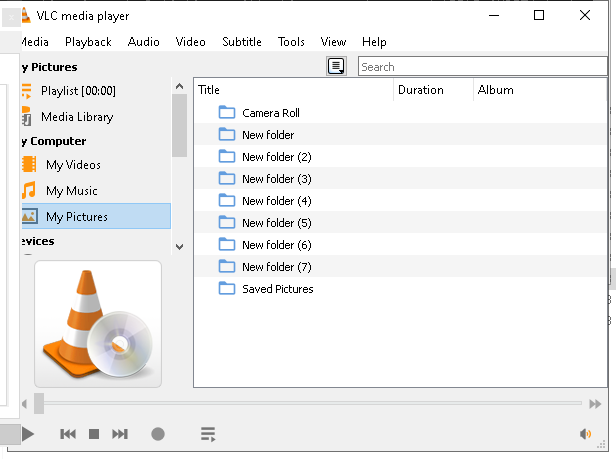 VLC media player
Media Playback Audio Video Subtitle Tools View Help
y Pictures
Search
Playlist [00:00]
Media Library
y Computer
My Videos
My Music
My Pictures
evices
Title Duration Album
Camera Roll
New folder
New folder (2)
New folder (3)
New folder (4)
New folder (5)
New folder (6)
New folder (7)
Saved Pictures